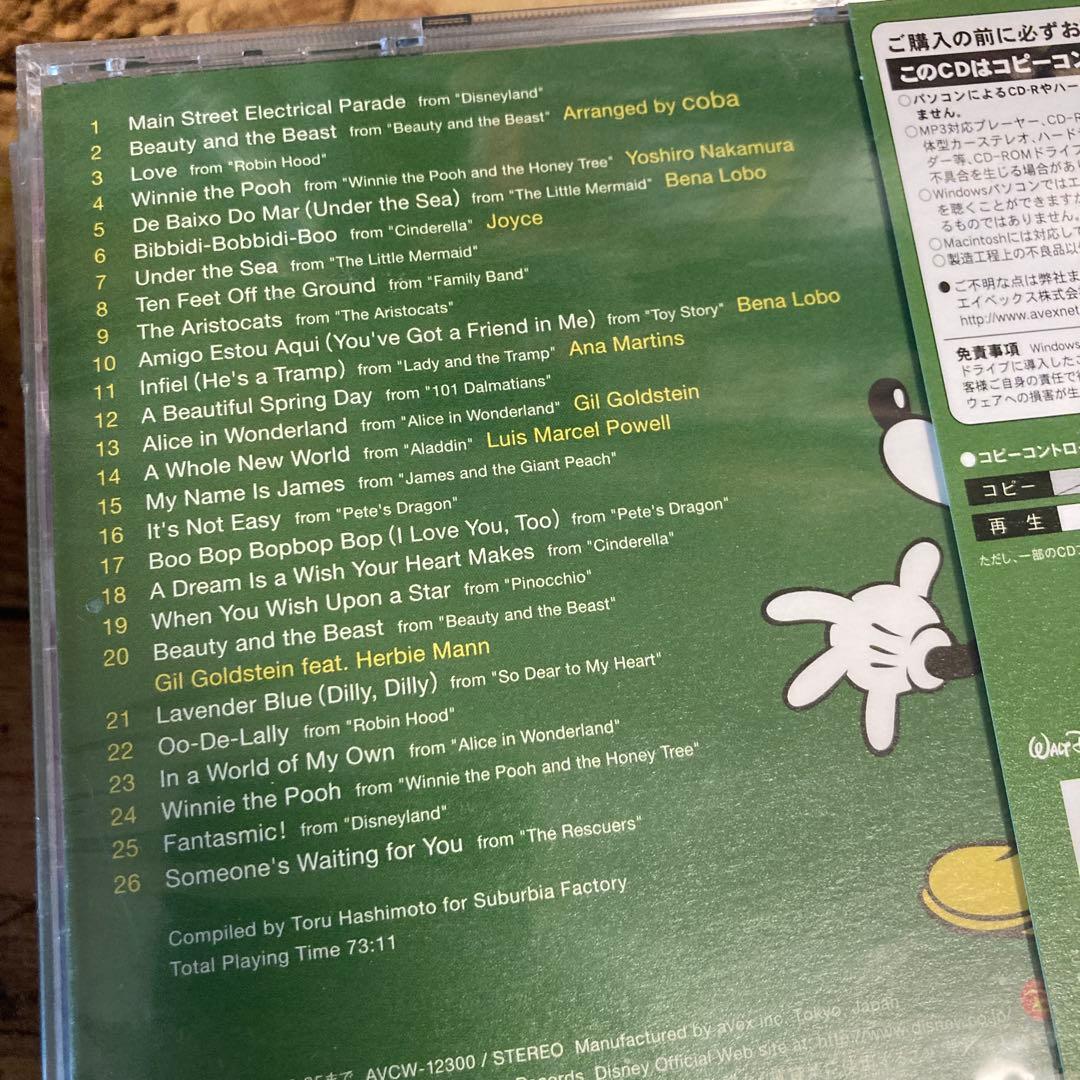 1 Main Street Electrical Parade from "Disneyland"
2 Beauty and the Beast from "Beauty and the Beast" Arranged by coba
3 Love from "Robin Hood"
4 Winnie the Pooh from "Winnie the Pooh and the Honey Tree" Yoshiro Nakamura
5 De Baixo Do Mar (Under the Sea) from "The Little Mermaid" Bena Lobo
6 Bibbidi-Bobbidi-Boo from "Cinderella" Joyce
7 Under the Sea from "The Little Mermaid"
8 Ten Feet Off the Ground from "Family Band"
9 The Aristocats from "The Aristocats"
10 Amigo Estou Aqui (You've Got a Friend in Me) from "Toy Story" Bena Lobo
11 Infiel (He's a Tramp) from "Lady and the Tramp" Ana Martins
12 A Beautiful Spring Day from "101 Dalmatians"
13 Alice in Wonderland from "Alice in Wonderland" Gil Goldstein
14 A Whole New World from "Aladdin" Luis Marcel Powell
15 My Name Is James from "James and the Giant Peach"
16 It's Not Easy from "Pete's Dragon"
17 Boo Bop Bopbop Bop (I Love You, Too) from "Pete's Dragon"
18 A Dream Is a Wish Your Heart Makes from "Cinderella"
19 When You Wish Upon a Star from "Pinocchio"
20 Beauty and the Beast from "Beauty and the Beast"
Gil Goldstein feat. Herbie Mann
21 Lavender Blue (Dilly, Dilly) from "So Dear to My Heart"
22 Oo-De-Lally from "Robin Hood"
23 In a World of My Own from "Alice in Wonderland"
24 Winnie the Pooh from "Winnie the Pooh and the Honey Tree"
25 Fantasmic! from "Disneyland"
26 Someone's Waiting for You from "The Rescuers"
Compiled by Toru Hashimoto for Suburbia Factory
Total Playing Time 73:11
AVCW-12300 / STEREO Manufactured by avex inc. Tokyo, Japan
Records. Disney Official Web site at: http://www.disney.co.jp/
ご購入の前に必ずお
このCDはコピーコン
○パソコンによるCD-Rやハー
ません。
○MP3対応プレーヤー、CD-R
体型カーステレオ、ハード
ダー等、CD-ROMドライブ
不具合を生じる場合があ
○Windowsパソコンではエ
を聴くことができますが
るものではありません。
○Macintoshには対応して
○製造工程上の不良品以
●ご不明な点は弊社ま
エイベックス株式会
http://www.avexnet
免責事項 Windows
ドライブに導入したこ
客様ご自身の責任で行
ウェアへの損害が生
●コピーコントロー
コピー
再生
ただし、一部のCDプ